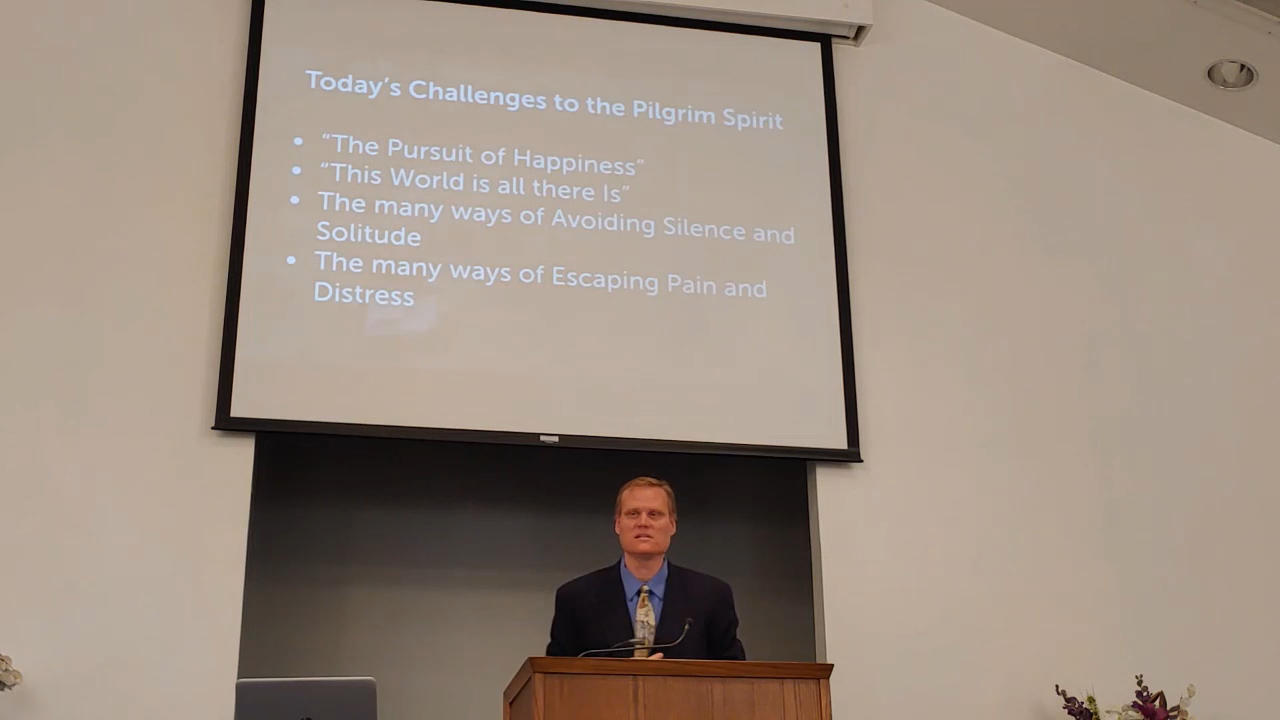 Today's Challenges to the Pilgrim Spirit
• "The Pursuit of Happiness"
• "This World is all there Is"
• The many ways of Avoiding Silence and
Solitude
• The many ways of Escaping Pain and
Distress